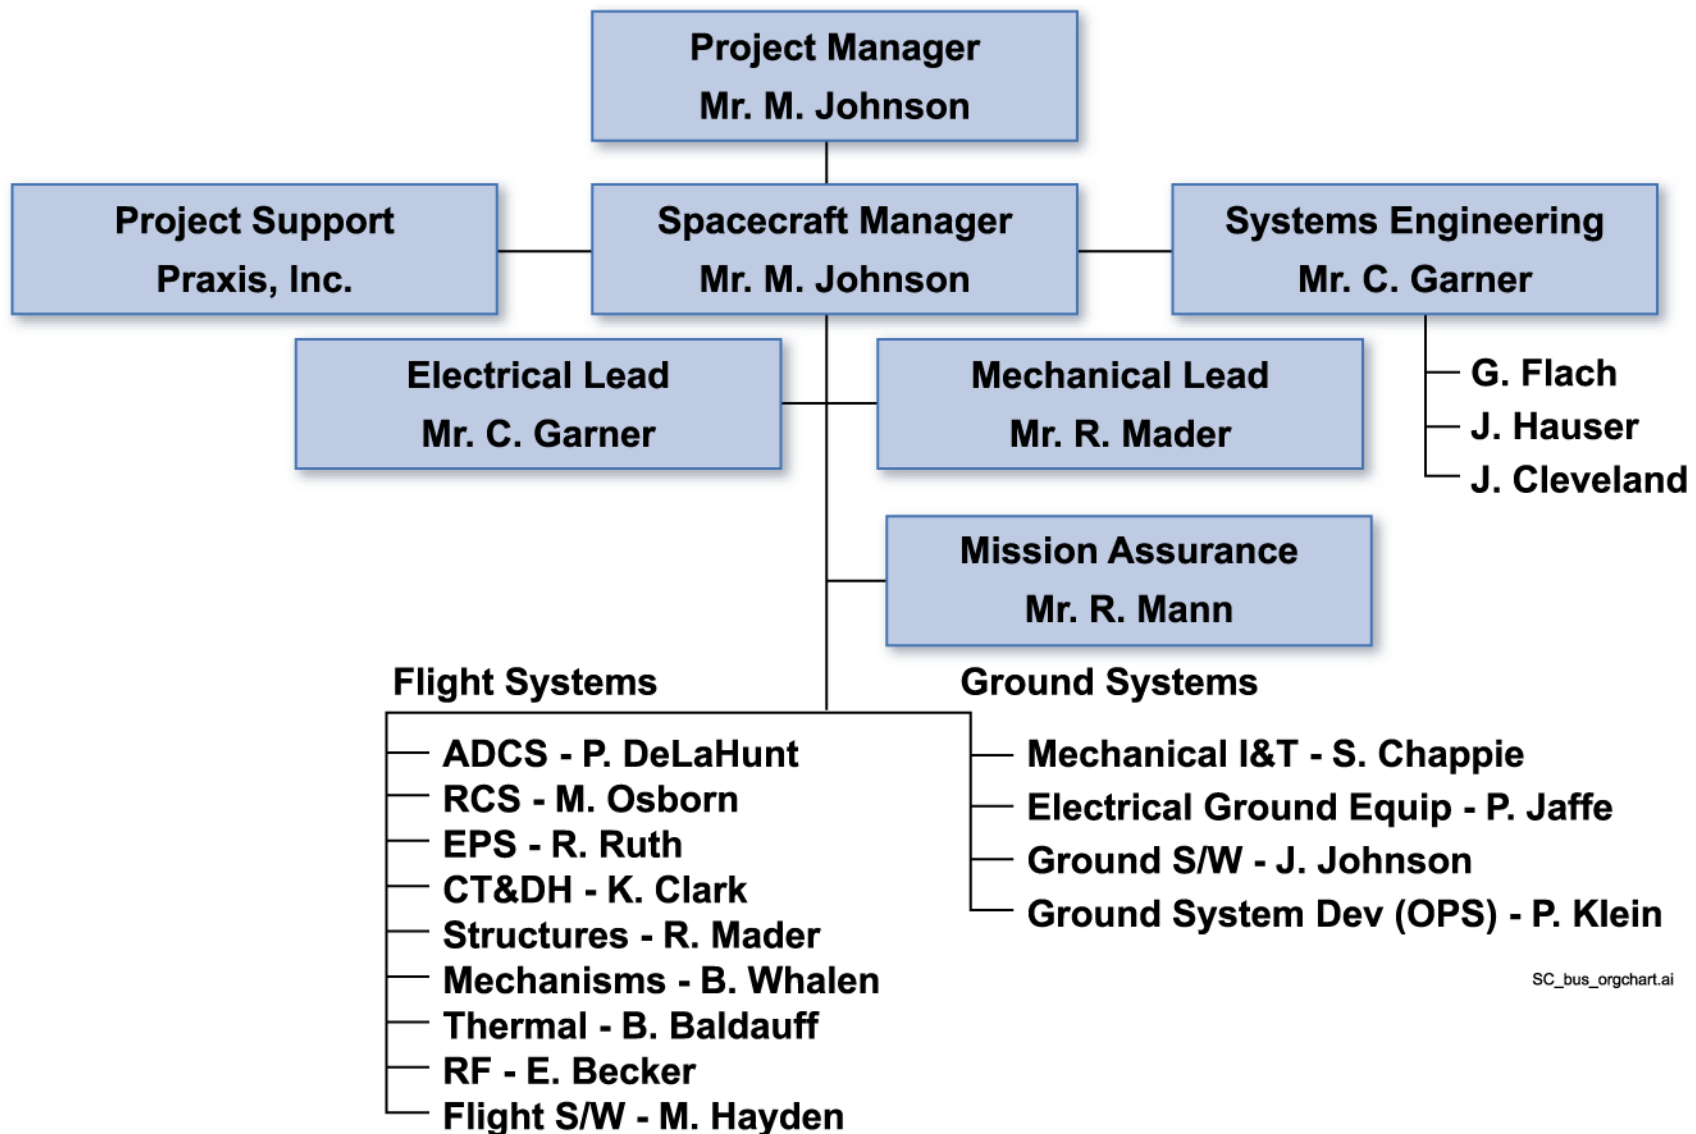 Project Manager
Mr. M. Johnson
Project Support
Praxis, Inc.
Spacecraft Manager
Mr. M. Johnson
Systems Engineering
Mr. C. Garner
G. Flach
J. Hauser
J. Cleveland
Electrical Lead
Mr. C. Garner
Mechanical Lead
Mr. R. Mader
Mission Assurance
Mr. R. Mann
Flight Systems
ADCS - P. DeLaHunt
RCS - M. Osborn
EPS - R. Ruth
CT&DH - K. Clark
Structures - R. Mader
Mechanisms - B. Whalen
Thermal - B. Baldauff
RF - E. Becker
Flight S/W - M. Hayden
Ground Systems
Mechanical I&T - S. Chappie
Electrical Ground Equip - P. Jaffe
Ground S/W - J. Johnson
Ground System Dev (OPS) - P. Klein
SC_bus_orgchart.ai